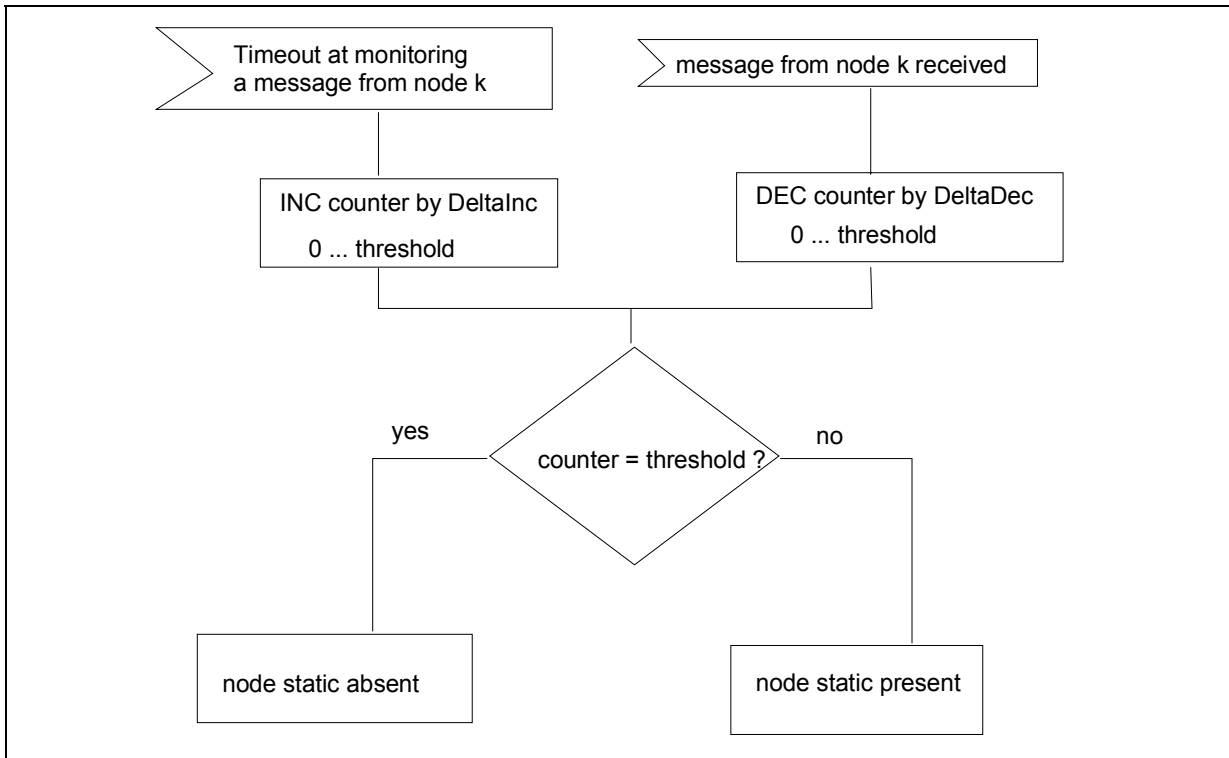 Timeout at monitoring
a message from node k
message from node k received
INC counter by DeltaInc
0 ... threshold
DEC counter by DeltaDec
0 ... threshold
yes
no
counter = threshold ?
node static absent
node static present